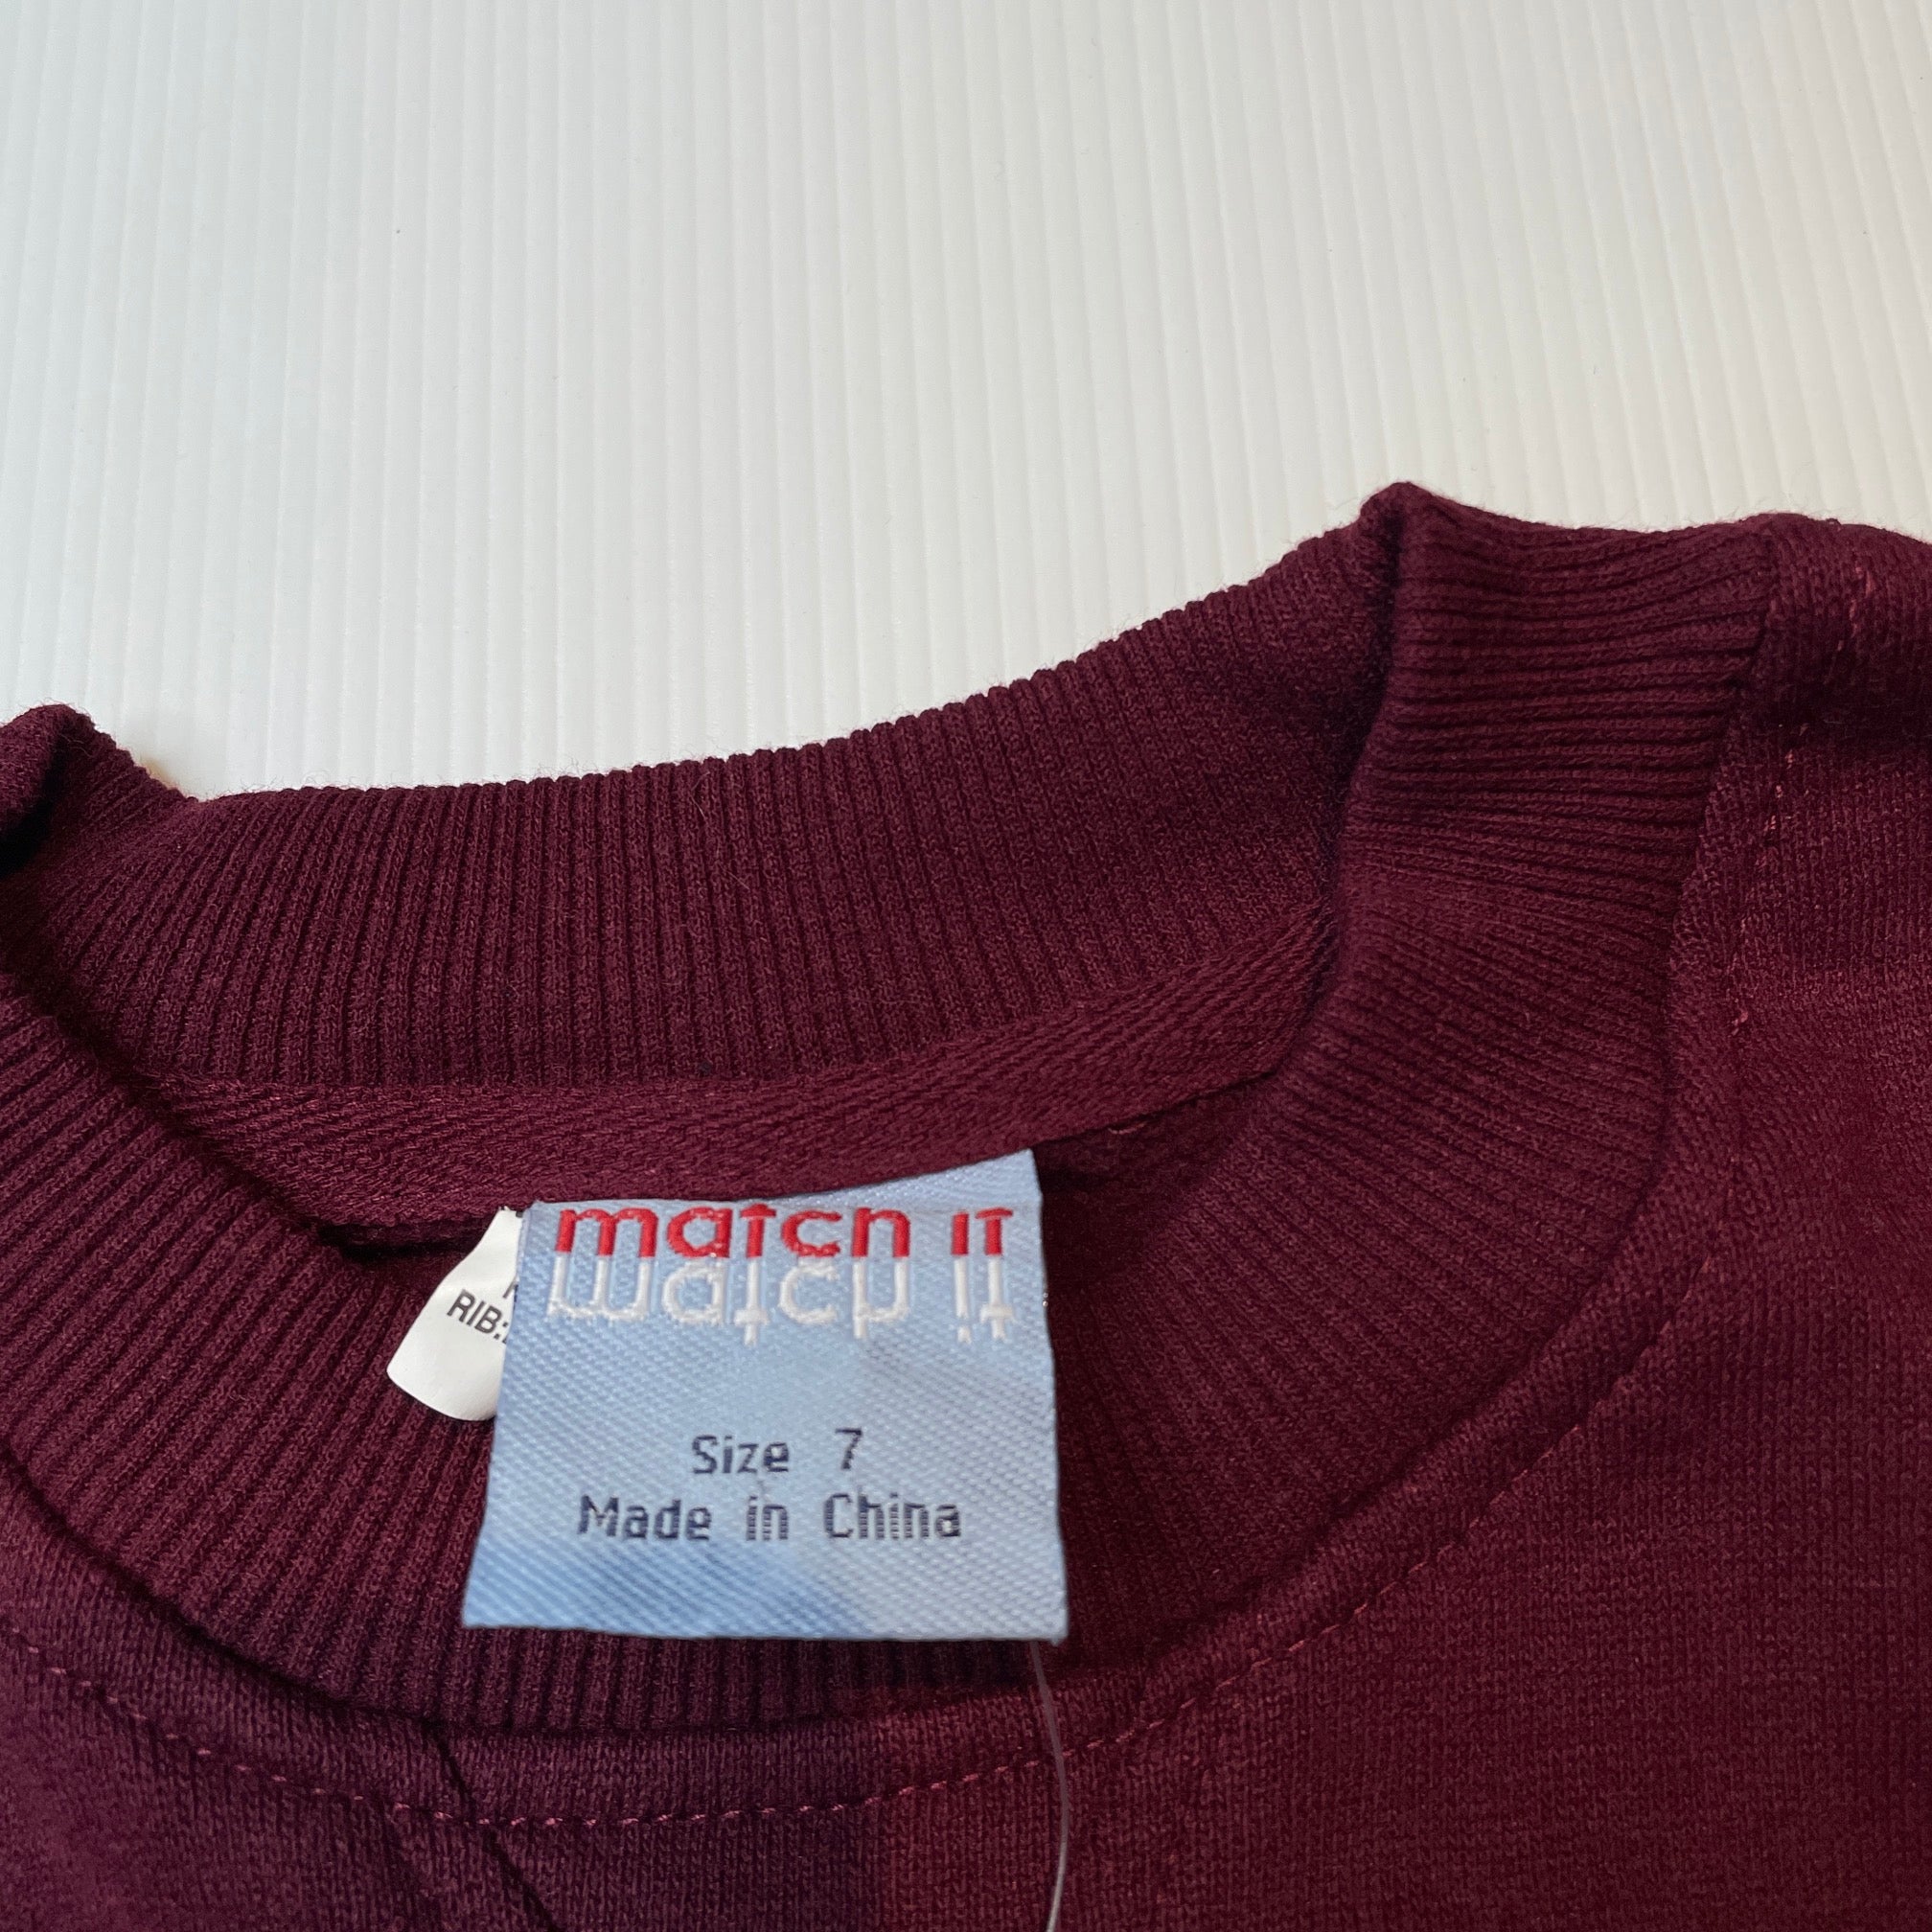 match it
match it
RIB:
Size 7
Made in China